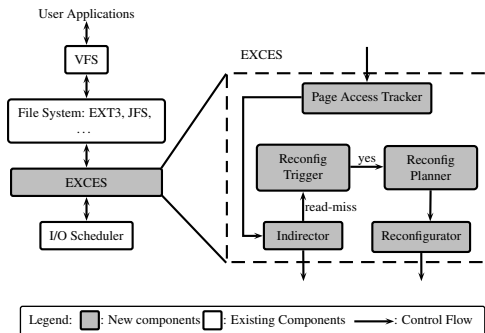 User Applications
VFS
File System: EXT3, JFS,
...
EXCES
I/O Scheduler
EXCES
Page Access Tracker
Reconfig
Trigger
yes
Reconfig
Planner
read-miss
Indirector
Reconfigurator
Legend: : New components : Existing Components : Control Flow